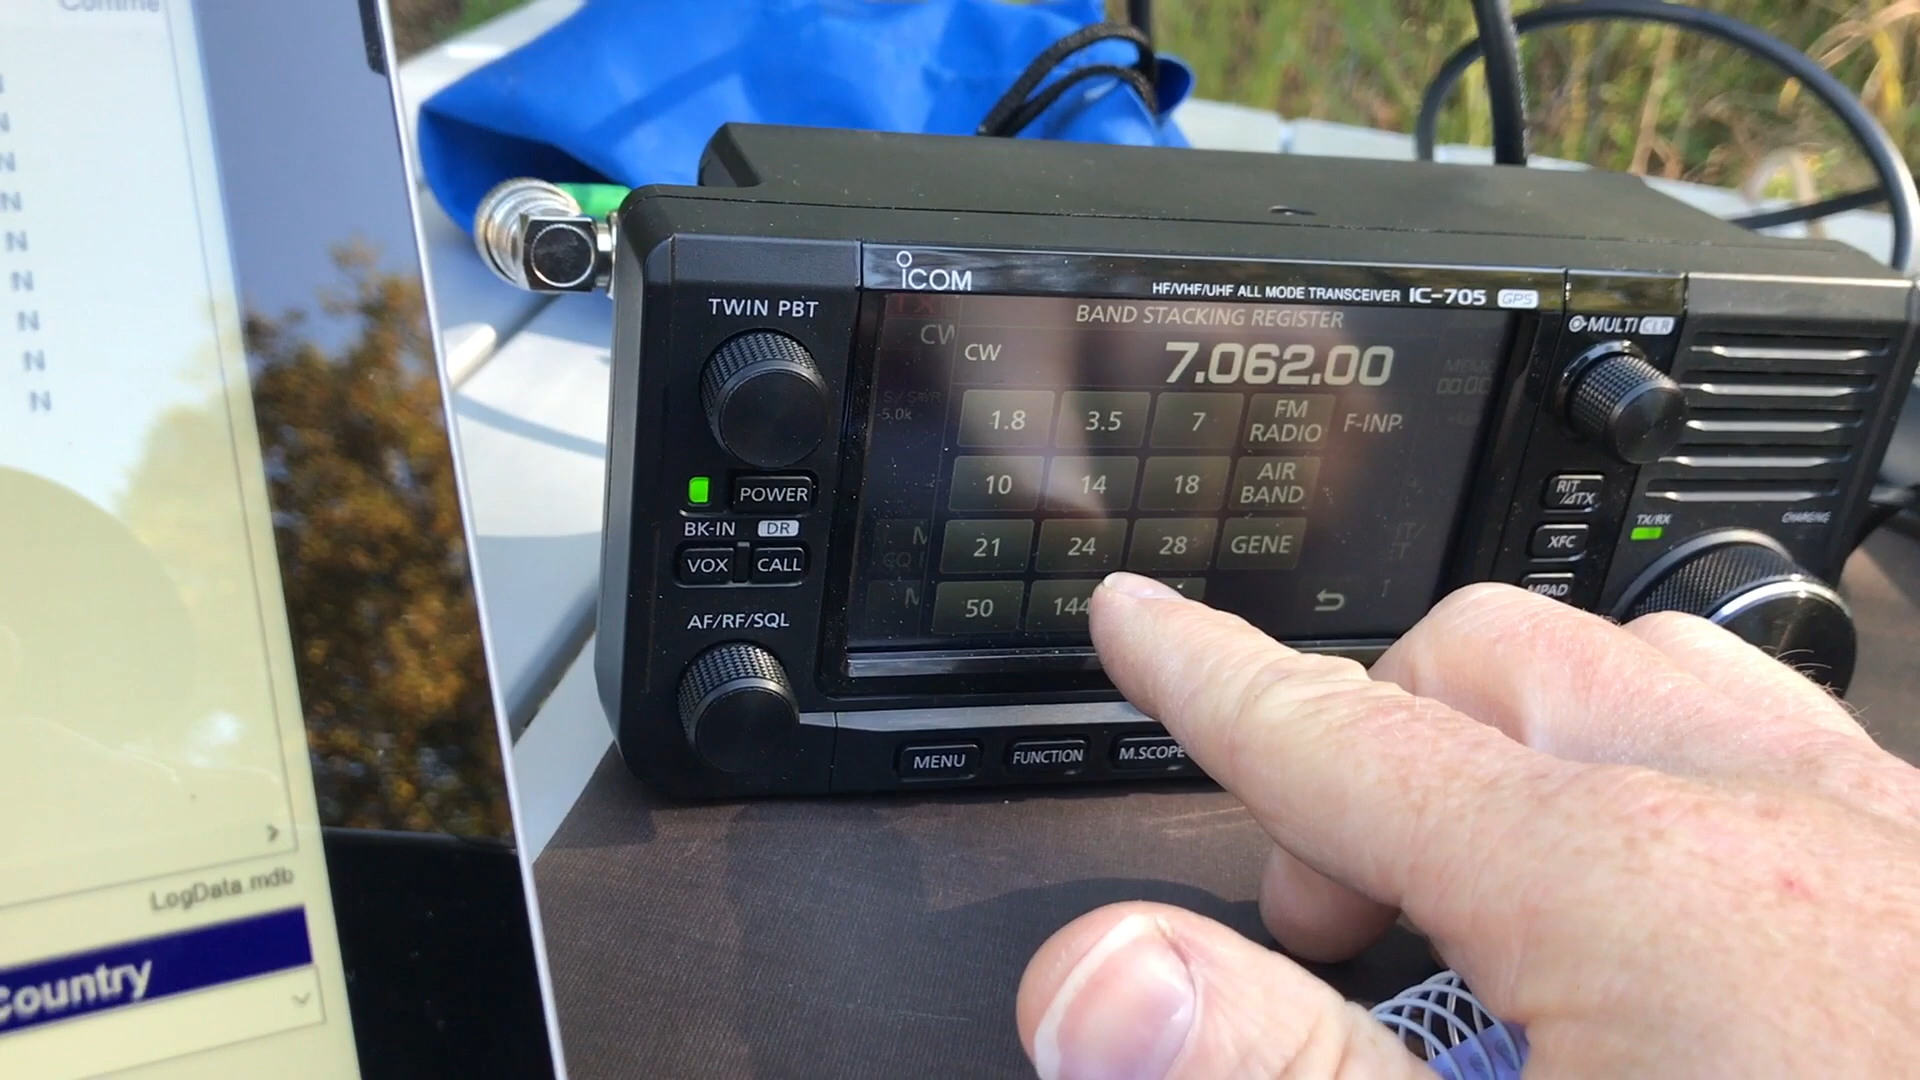 N
N
N
N
N
N
LogData.mdb
Country
ICOM
HF/VHF/UHF ALL MODE TRANSCEIVER IC-705 GPS
TWIN PBT
POWER
BK-IN DR
VOX CALL
AF/RF/SQL
BAND STACKING REGISTER
CW
CW 7.062.00
1.8 3.5 7 FM RADIO F-INP
10 14 18 AIR BAND
21 24 28 GENE
50 144
MENU FUNCTION M.SCOPE
MULTI CLR
RIT/ΔTX
TX/RX
CHARGING
XFC
MPAD